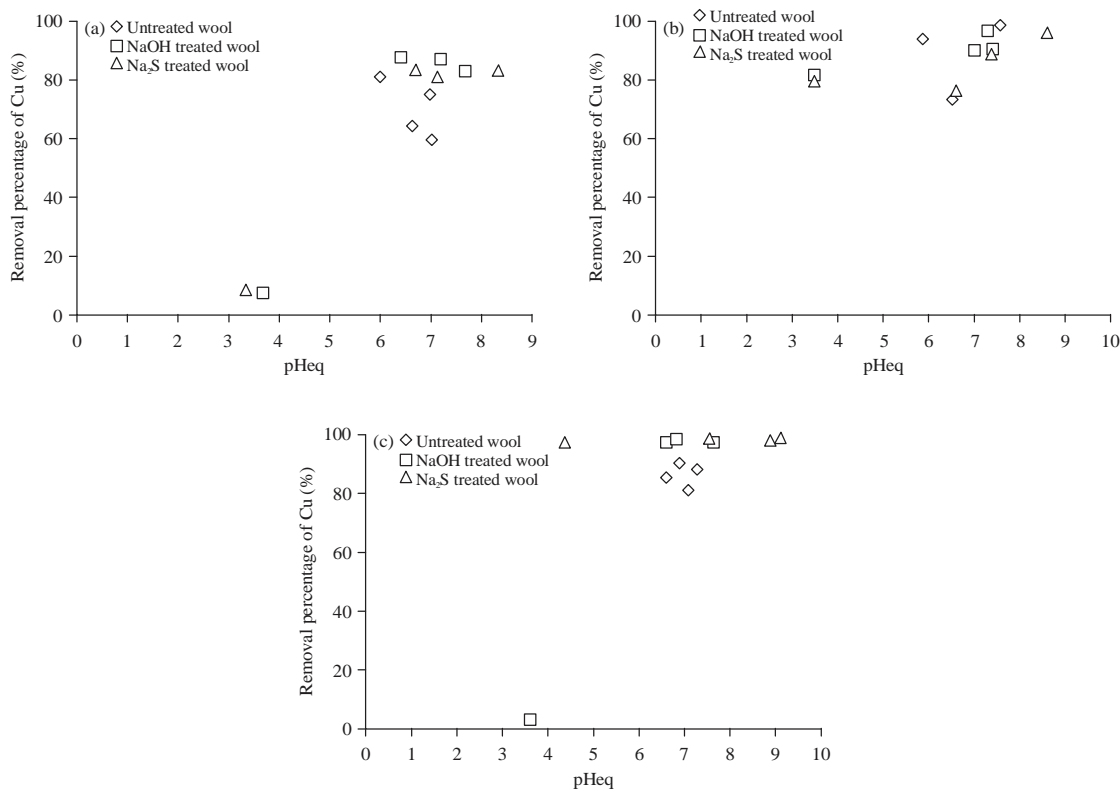 (a)
Untreated wool
NaOH treated wool
Na₂S treated wool
Removal percentage of Cu (%)
100
80
60
40
20
0
0 1 2 3 4 5 6 7 8 9
pHeq
(b)
Untreated wool
NaOH treated wool
Na₂S treated wool
Removal percentage of Cu (%)
100
80
60
40
20
0
0 1 2 3 4 5 6 7 8 9 10
pHeq
(c)
Untreated wool
NaOH treated wool
Na₂S treated wool
Removal percentage of Cu (%)
100
80
60
40
20
0
0 1 2 3 4 5 6 7 8 9 10
pHeq